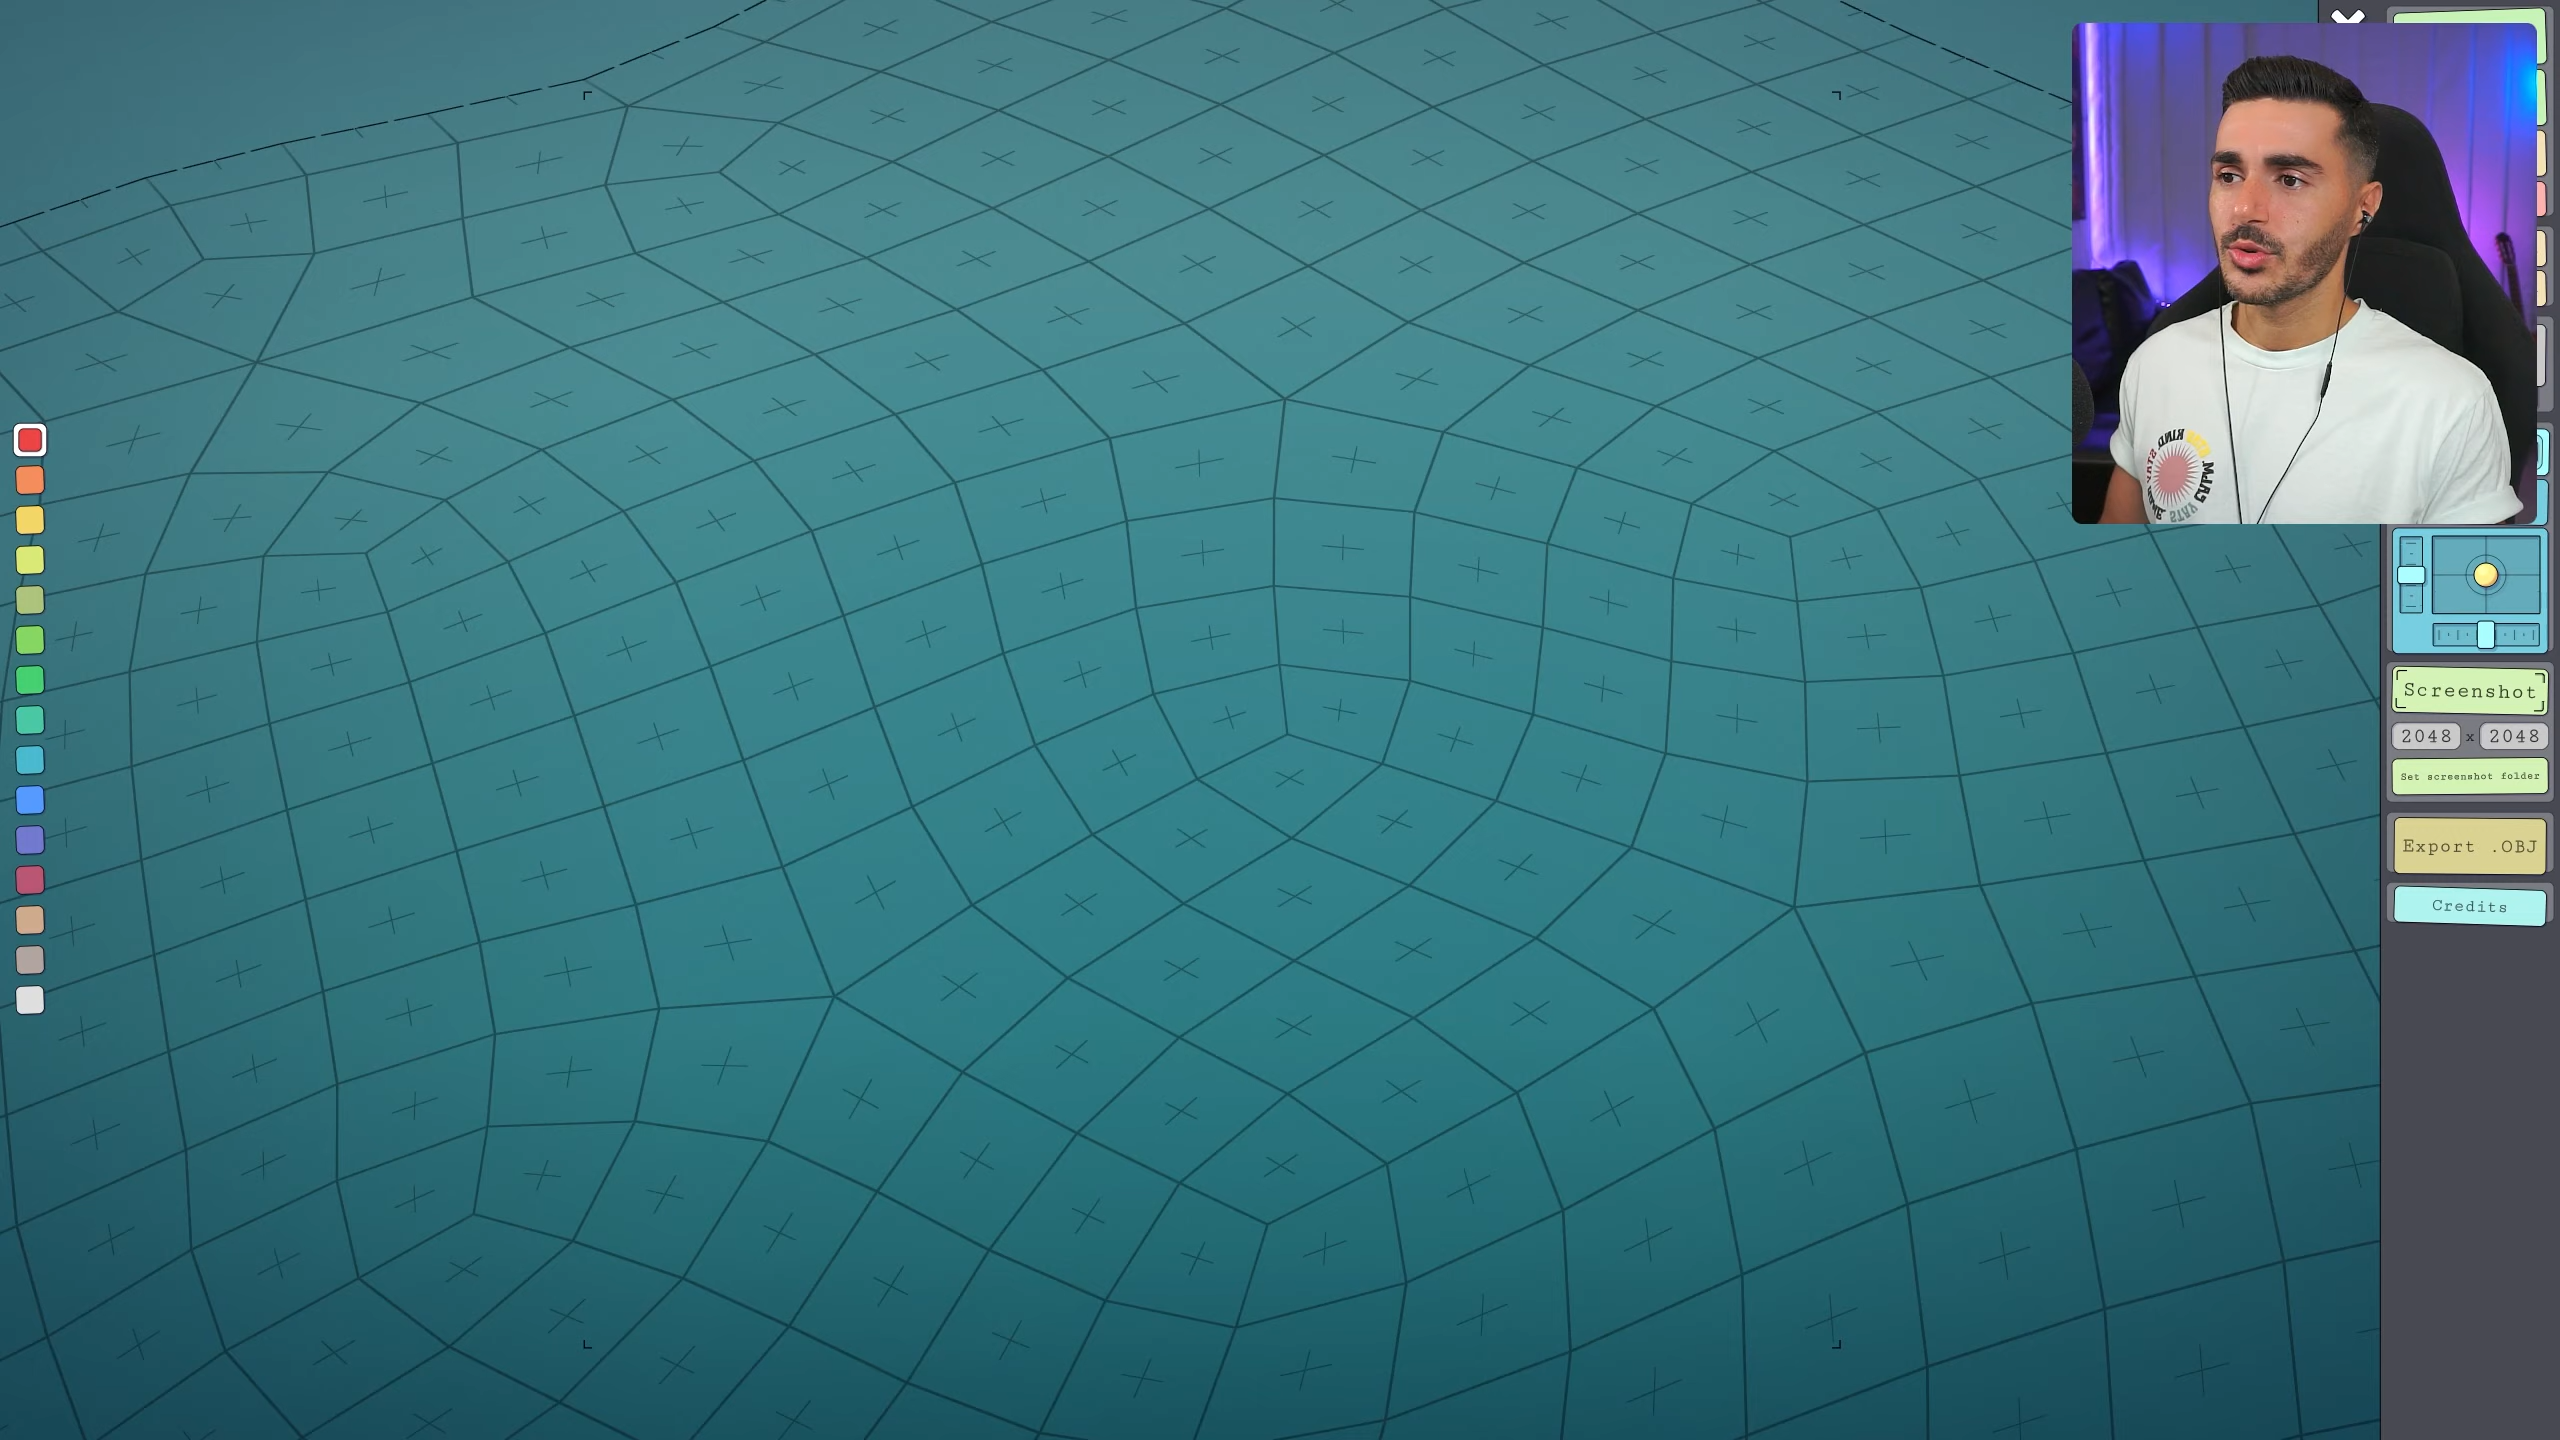 Screenshot
2048 x 2048
Set screenshot folder
Export .OBJ
Credits